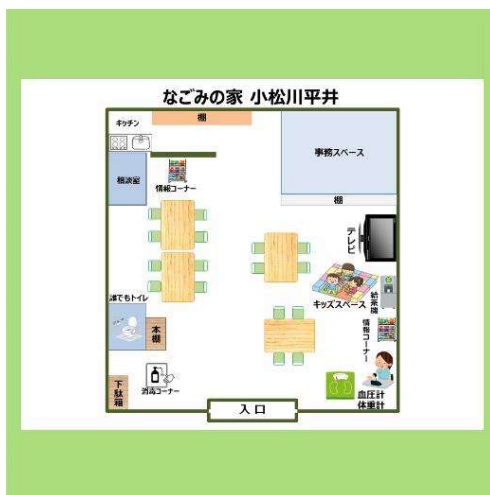 なごみの家 小松川平井
キッチン
棚
事務スペース
相談室
情報コーナー
棚
テレビ
キッズスペース
給茶機
誰でもトイレ
本棚
情報コーナー
下駄箱
消毒コーナー
血圧計
体重計
入口